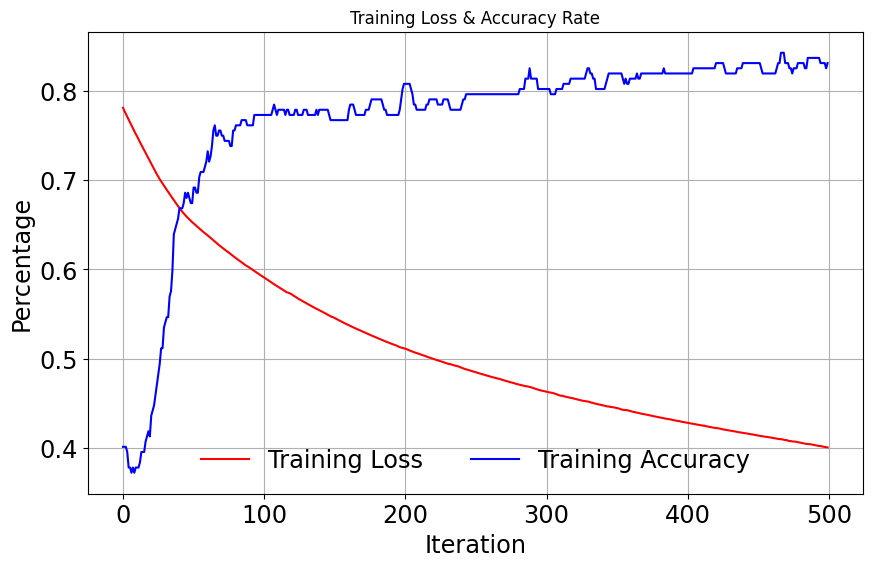 Training Loss & Accuracy Rate
Percentage
0.8
0.7
0.6
0.5
0.4
Training Loss
Training Accuracy
0 100 200 300 400 500
Iteration